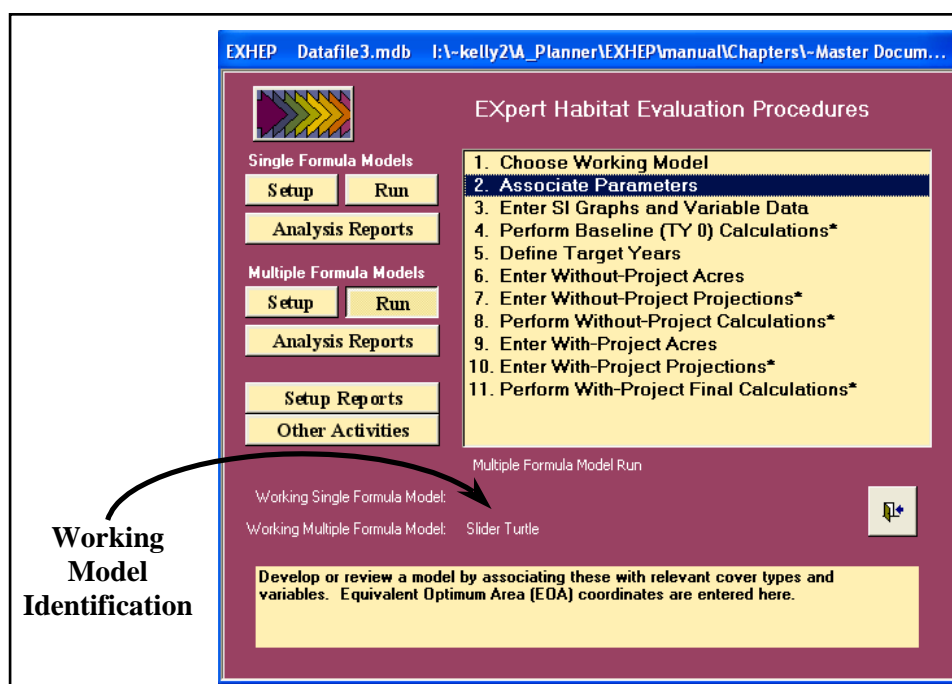 EXHEP Datafile3.mdb I:\~kelly2\A_Planner\EXHEP\manual\Chapters\~Master Docum...
EXpert Habitat Evaluation Procedures
Single Formula Models
Setup
Run
Analysis Reports
Multiple Formula Models
Setup
Run
Analysis Reports
Setup Reports
Other Activities
1. Choose Working Model
2. Associate Parameters
3. Enter SI Graphs and Variable Data
4. Perform Baseline (TY 0) Calculations*
5. Define Target Years
6. Enter Without-Project Acres
7. Enter Without-Project Projections*
8. Perform Without-Project Calculations*
9. Enter With-Project Acres
10. Enter With-Project Projections*
11. Perform With-Project Final Calculations*
Multiple Formula Model Run
Working Single Formula Model:
Working Multiple Formula Model: Slider Turtle
Working
Model
Identification
Develop or review a model by associating these with relevant cover types and
variables. Equivalent Optimum Area (EOA) coordinates are entered here.